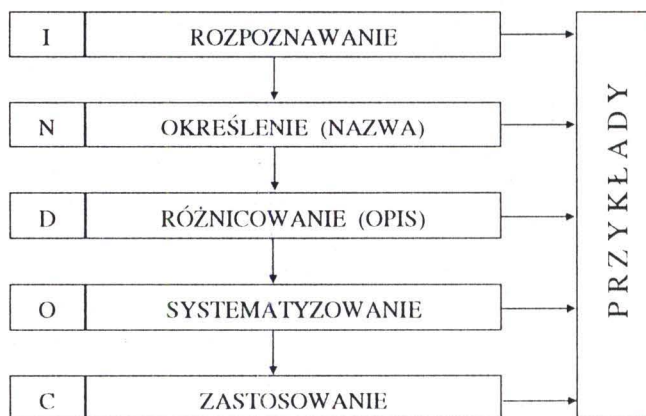 I ROZPOZNAWANIE
N OKREŚLENIE (NAZWA)
D RÓŻNICOWANIE (OPIS)
O SYSTEMATYZOWANIE
C ZASTOSOWANIE
PRZYKŁADY